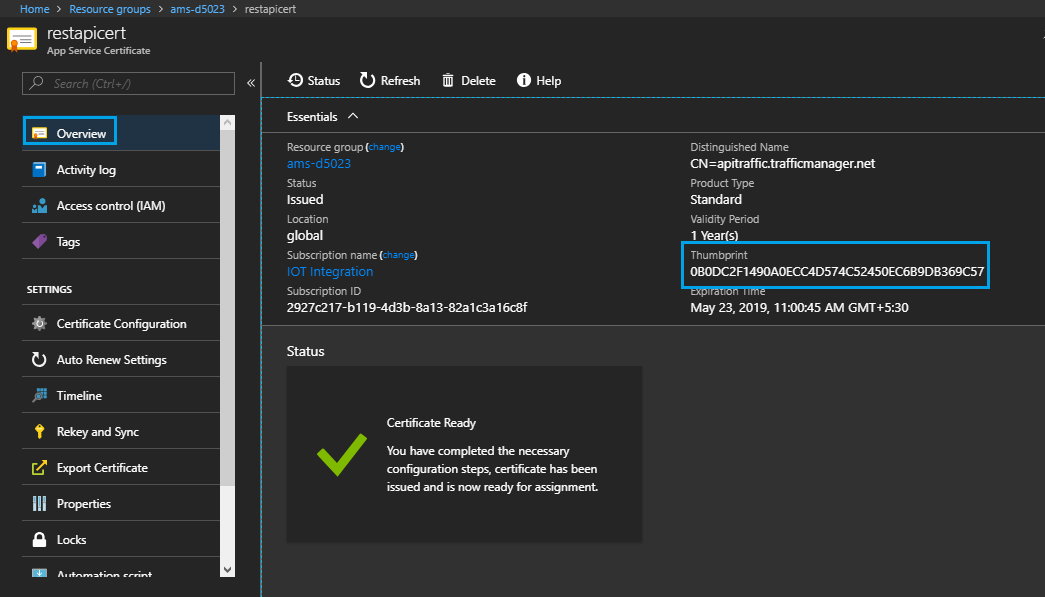 Home > Resource groups > ams-d5023 > restapicert
restapicert
App Service Certificate
Search (Ctrl+/)
«
Overview
Activity log
Access control (IAM)
Tags
SETTINGS
Certificate Configuration
Auto Renew Settings
Timeline
Rekey and Sync
Export Certificate
Properties
Locks
Automation script
Status Refresh Delete Help
Essentials
Resource group (change)
ams-d5023
Status
Issued
Location
global
Subscription name (change)
IOT Integration
Subscription ID
2927c217-b119-4d3b-8a13-82a1c3a16c8f
Distinguished Name
CN=apitraffic.trafficmanager.net
Product Type
Standard
Validity Period
1 Year(s)
Thumbprint
0B0DC2F1490A0ECC4D574C52450EC6B9DB369C57
Expiration Time
May 23, 2019, 11:00:45 AM GMT+5:30
Status
Certificate Ready
You have completed the necessary
configuration steps, certificate has been
issued and is now ready for assignment.